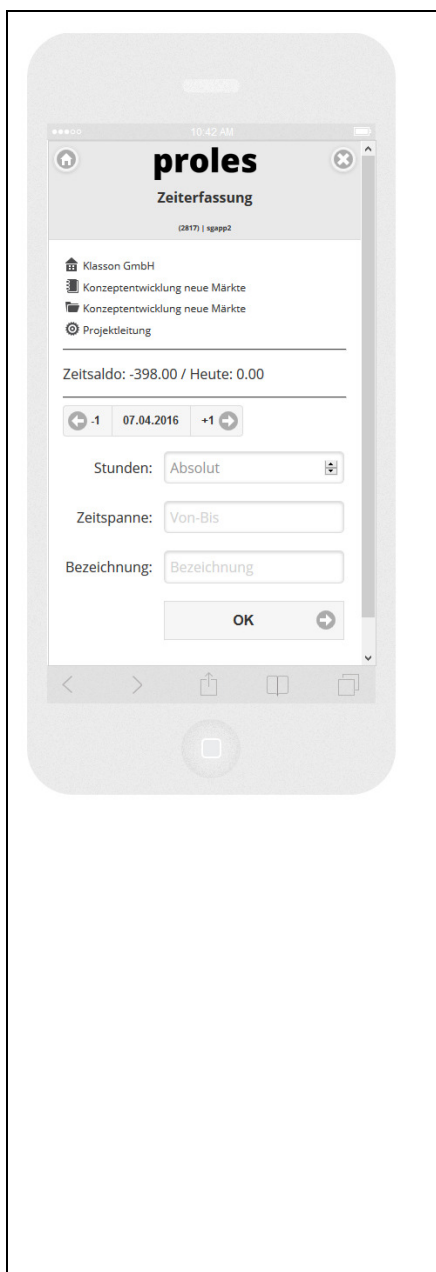 10:42 AM
proles
Zeiterfassung
(2817) | sgapp2
Klasson GmbH
Konzeptentwicklung neue Märkte
Konzeptentwicklung neue Märkte
Projektleitung
Zeitsaldo: -398.00 / Heute: 0.00
-1 07.04.2016 +1
Stunden: Absolut
Zeitspanne: Von-Bis
Bezeichnung: Bezeichnung
OK